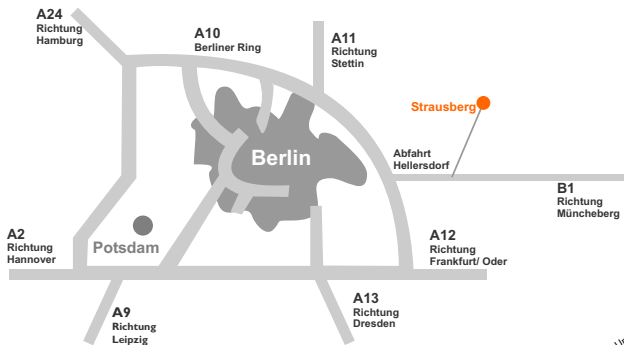 A24
Richtung
Hamburg
A10
Berliner Ring
A11
Richtung
Stettin
Strausberg
Berlin
Abfahrt
Hellersdorf
B1
Richtung
Müncheberg
A2
Richtung
Hannover
Potsdam
A12
Richtung
Frankfurt/ Oder
A9
Richtung
Leipzig
A13
Richtung
Dresden